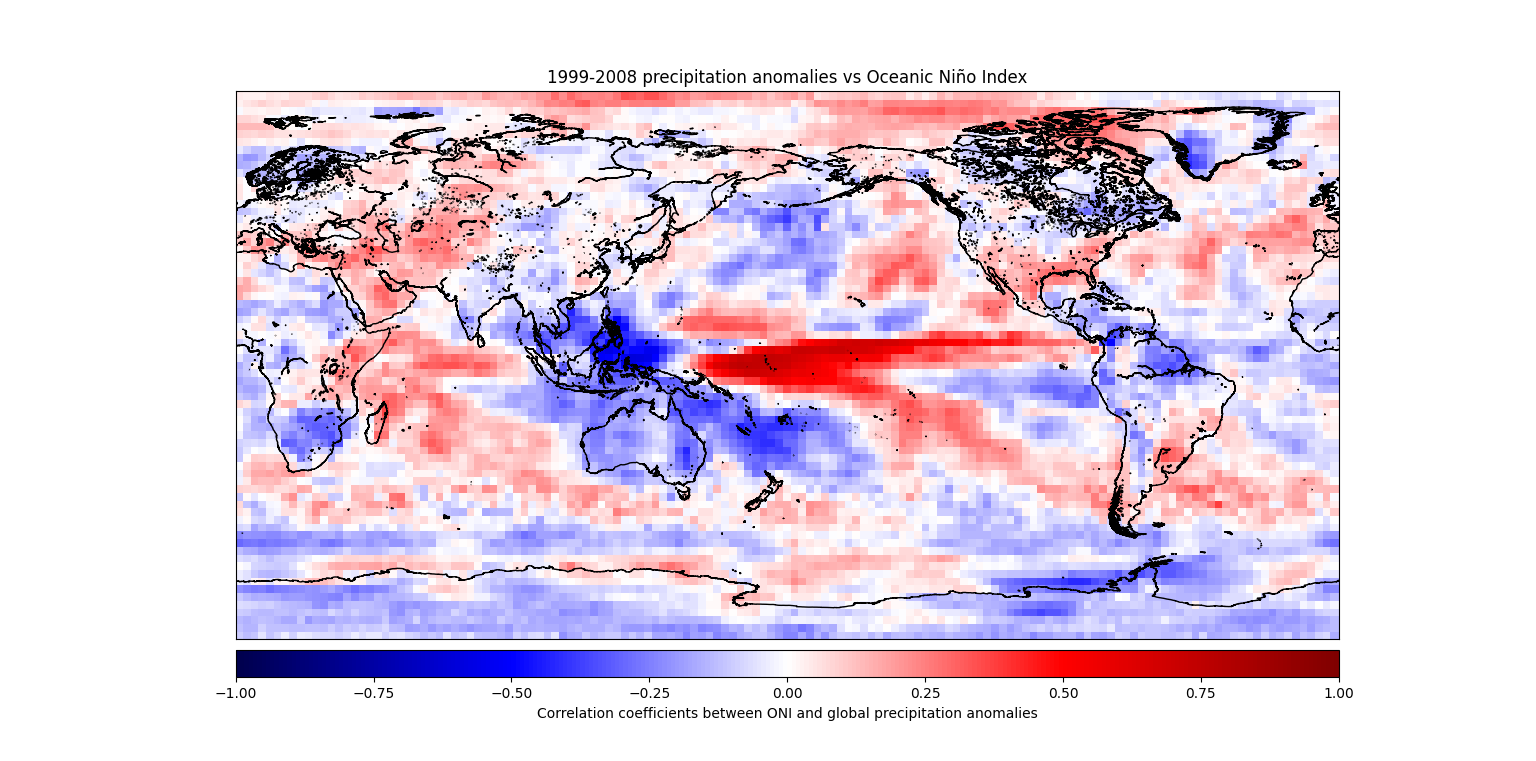 1999-2008 precipitation anomalies vs Oceanic Niño Index
−1.00 −0.75 −0.50 −0.25 0.00 0.25 0.50 0.75 1.00
Correlation coefficients between ONI and global precipitation anomalies